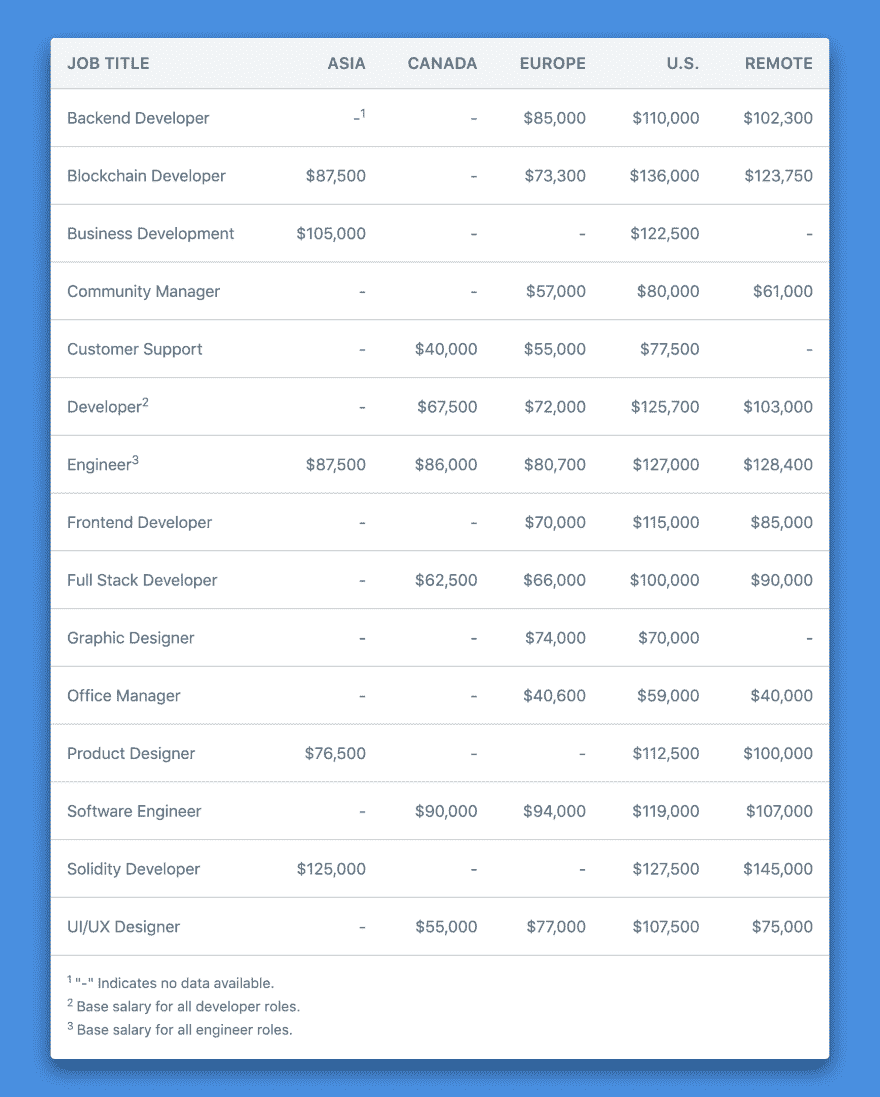 JOB TITLE ASIA CANADA EUROPE U.S. REMOTE
Backend Developer -¹ - $85,000 $110,000 $102,300
Blockchain Developer $87,500 - $73,300 $136,000 $123,750
Business Development $105,000 - - $122,500 -
Community Manager - - $57,000 $80,000 $61,000
Customer Support - $40,000 $55,000 $77,500 -
Developer² - $67,500 $72,000 $125,700 $103,000
Engineer³ $87,500 $86,000 $80,700 $127,000 $128,400
Frontend Developer - - $70,000 $115,000 $85,000
Full Stack Developer - $62,500 $66,000 $100,000 $90,000
Graphic Designer - - $74,000 $70,000 -
Office Manager - - $40,600 $59,000 $40,000
Product Designer $76,500 - - $112,500 $100,000
Software Engineer - $90,000 $94,000 $119,000 $107,000
Solidity Developer $125,000 - - $127,500 $145,000
UI/UX Designer - $55,000 $77,000 $107,500 $75,000
¹ "-" Indicates no data available.
² Base salary for all developer roles.
³ Base salary for all engineer roles.